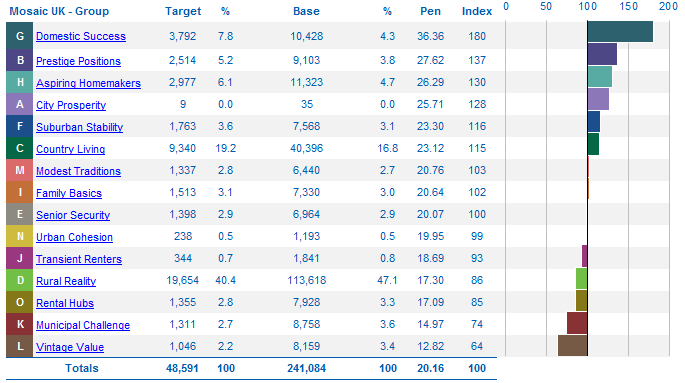 Mosaic UK - Group Target % Base % Pen Index 0 50 100 150 200
G Domestic Success 3,792 7.8 10,428 4.3 36.36 180
B Prestige Positions 2,514 5.2 9,103 3.8 27.62 137
H Aspiring Homemakers 2,977 6.1 11,323 4.7 26.29 130
A City Prosperity 9 0.0 35 0.0 25.71 128
F Suburban Stability 1,763 3.6 7,568 3.1 23.30 116
C Country Living 9,340 19.2 40,396 16.8 23.12 115
M Modest Traditions 1,337 2.8 6,440 2.7 20.76 103
I Family Basics 1,513 3.1 7,330 3.0 20.64 102
E Senior Security 1,398 2.9 6,964 2.9 20.07 100
N Urban Cohesion 238 0.5 1,193 0.5 19.95 99
J Transient Renters 344 0.7 1,841 0.8 18.69 93
D Rural Reality 19,654 40.4 113,618 47.1 17.30 86
O Rental Hubs 1,355 2.8 7,928 3.3 17.09 85
K Municipal Challenge 1,311 2.7 8,758 3.6 14.97 74
L Vintage Value 1,046 2.2 8,159 3.4 12.82 64
Totals 48,591 100 241,084 100 20.16 100